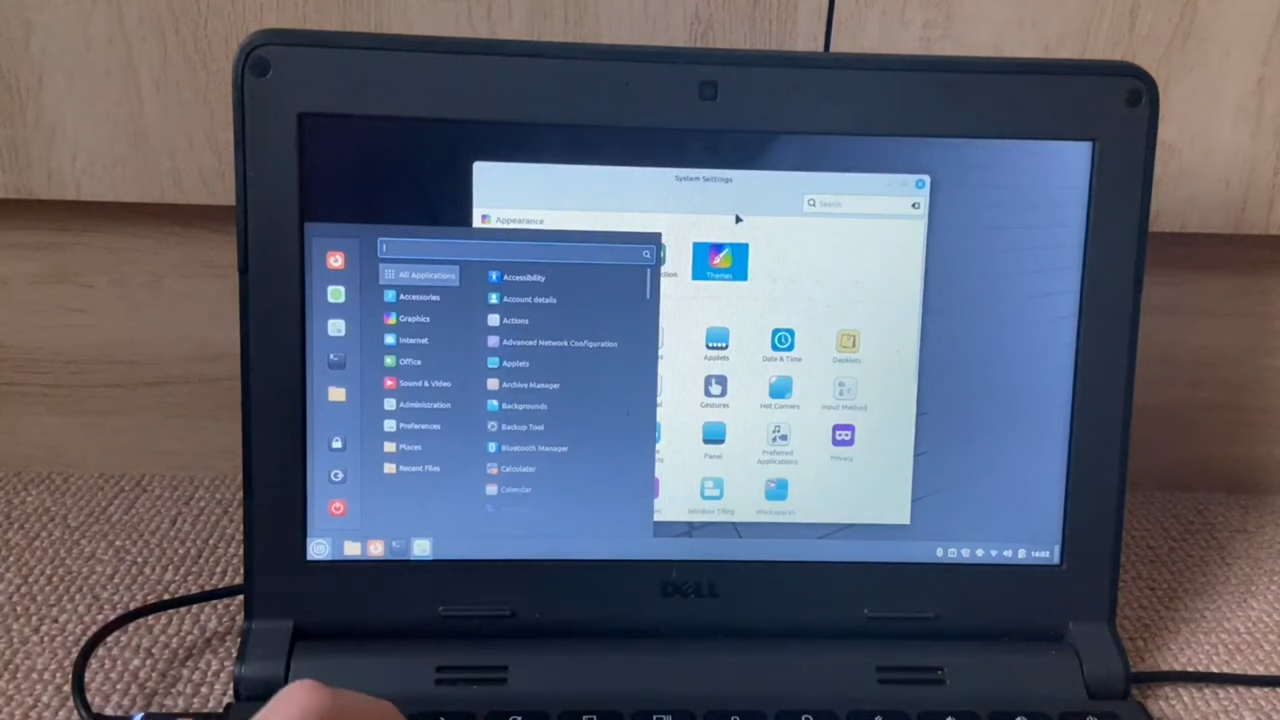 System Settings
Search
Appearance
Themes
All Applications
Accessories
Graphics
Internet
Office
Sound & Video
Administration
Preferences
Places
Recent Files
Accessibility
Account details
Actions
Advanced Network Configuration
Applets
Archive Manager
Backgrounds
Backup Tool
Bluetooth Manager
Calculator
Calendar
Applets
Date & Time
Desklets
Gestures
Hot Corners
Input Method
Panel
Preferred
Applications
Privacy
Window Tiling
Workspaces
16:02
DELL